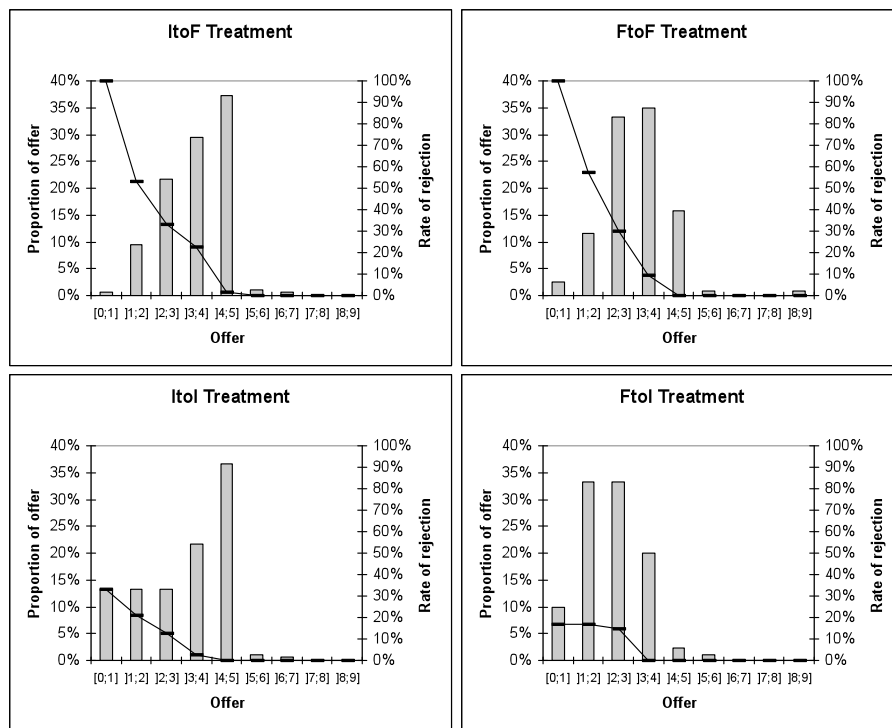 ItoF Treatment
40% 35% 30% 25% 20% 15% 10% 5% 0%
Proportion of offer
100% 90% 80% 70% 60% 50% 40% 30% 20% 10% 0%
Rate of rejection
[0;1] ]1;2] ]2;3] ]3;4] ]4;5] ]5;6] ]6;7] ]7;8] ]8;9]
Offer
FtoF Treatment
40% 35% 30% 25% 20% 15% 10% 5% 0%
Proportion of offer
100% 90% 80% 70% 60% 50% 40% 30% 20% 10% 0%
Rate of rejection
[0;1] ]1;2] ]2;3] ]3;4] ]4;5] ]5;6] ]6;7] ]7;8] ]8;9]
Offer
ItoI Treatment
40% 35% 30% 25% 20% 15% 10% 5% 0%
Proportion of offer
100% 90% 80% 70% 60% 50% 40% 30% 20% 10% 0%
Rate of rejection
[0;1] ]1;2] ]2;3] ]3;4] ]4;5] ]5;6] ]6;7] ]7;8] ]8;9]
Offer
FtoI Treatment
40% 35% 30% 25% 20% 15% 10% 5% 0%
Proportion of offer
100% 90% 80% 70% 60% 50% 40% 30% 20% 10% 0%
Rate of rejection
[0;1] ]1;2] ]2;3] ]3;4] ]4;5] ]5;6] ]6;7] ]7;8] ]8;9]
Offer